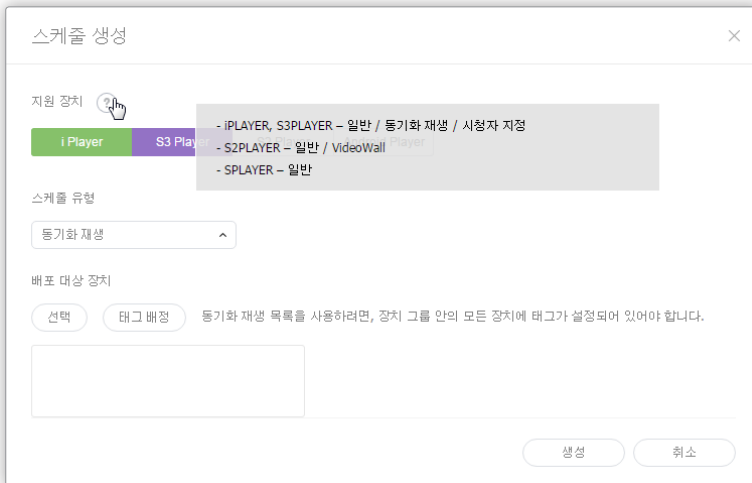 스케줄 생성
지원 장치 ?
- iPLAYER, S3PLAYER – 일반 / 동기화 재생 / 시청자 지정
i Player S3 Play Player
- S2PLAYER – 일반 / VideoWall
- SPLAYER – 일반
스케줄 유형
동기화 재생
배포 대상 장치
선택 태그 배정 동기화 재생 목록을 사용하려면, 장치 그룹 안의 모든 장치에 태그가 설정되어 있어야 합니다.
생성 취소